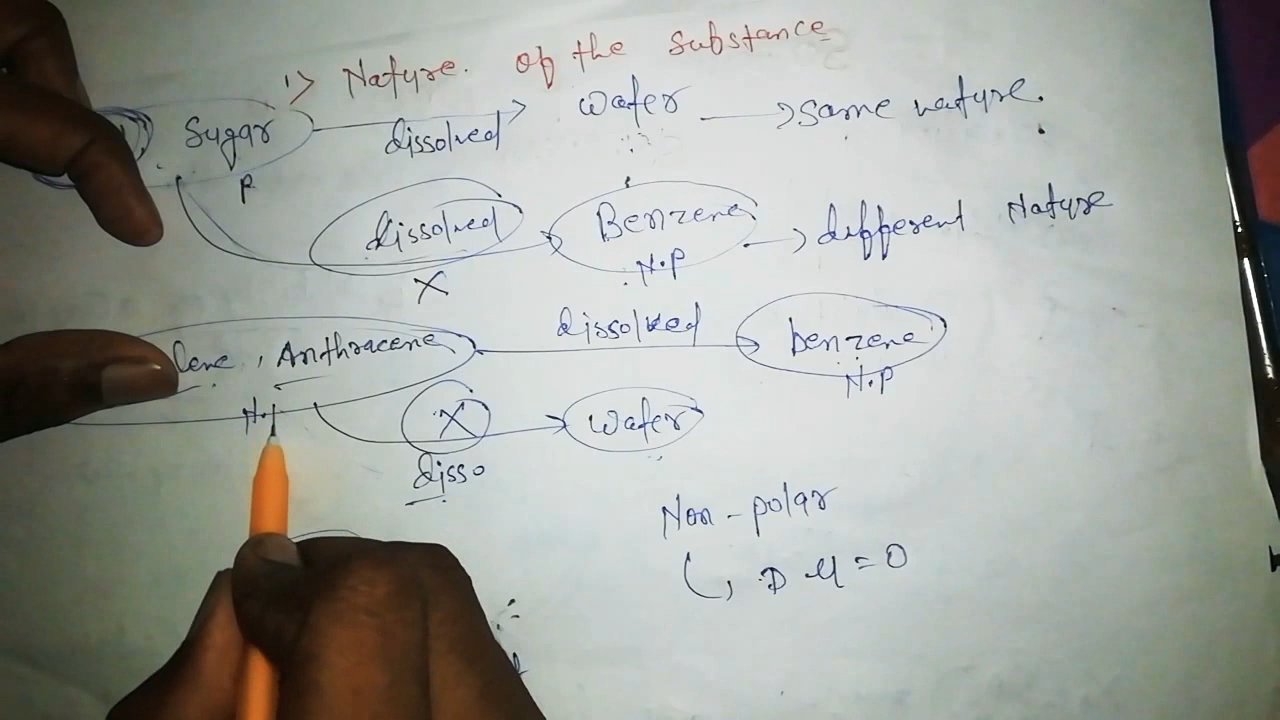 1> Nature. of the substance
Sugar dissolved water same nature.
P
dissolved Benzene different Nature
X N.P
lene, Anthracene dissolved benzene
N.P N.P
X water
disso
Non-polar
D M=0